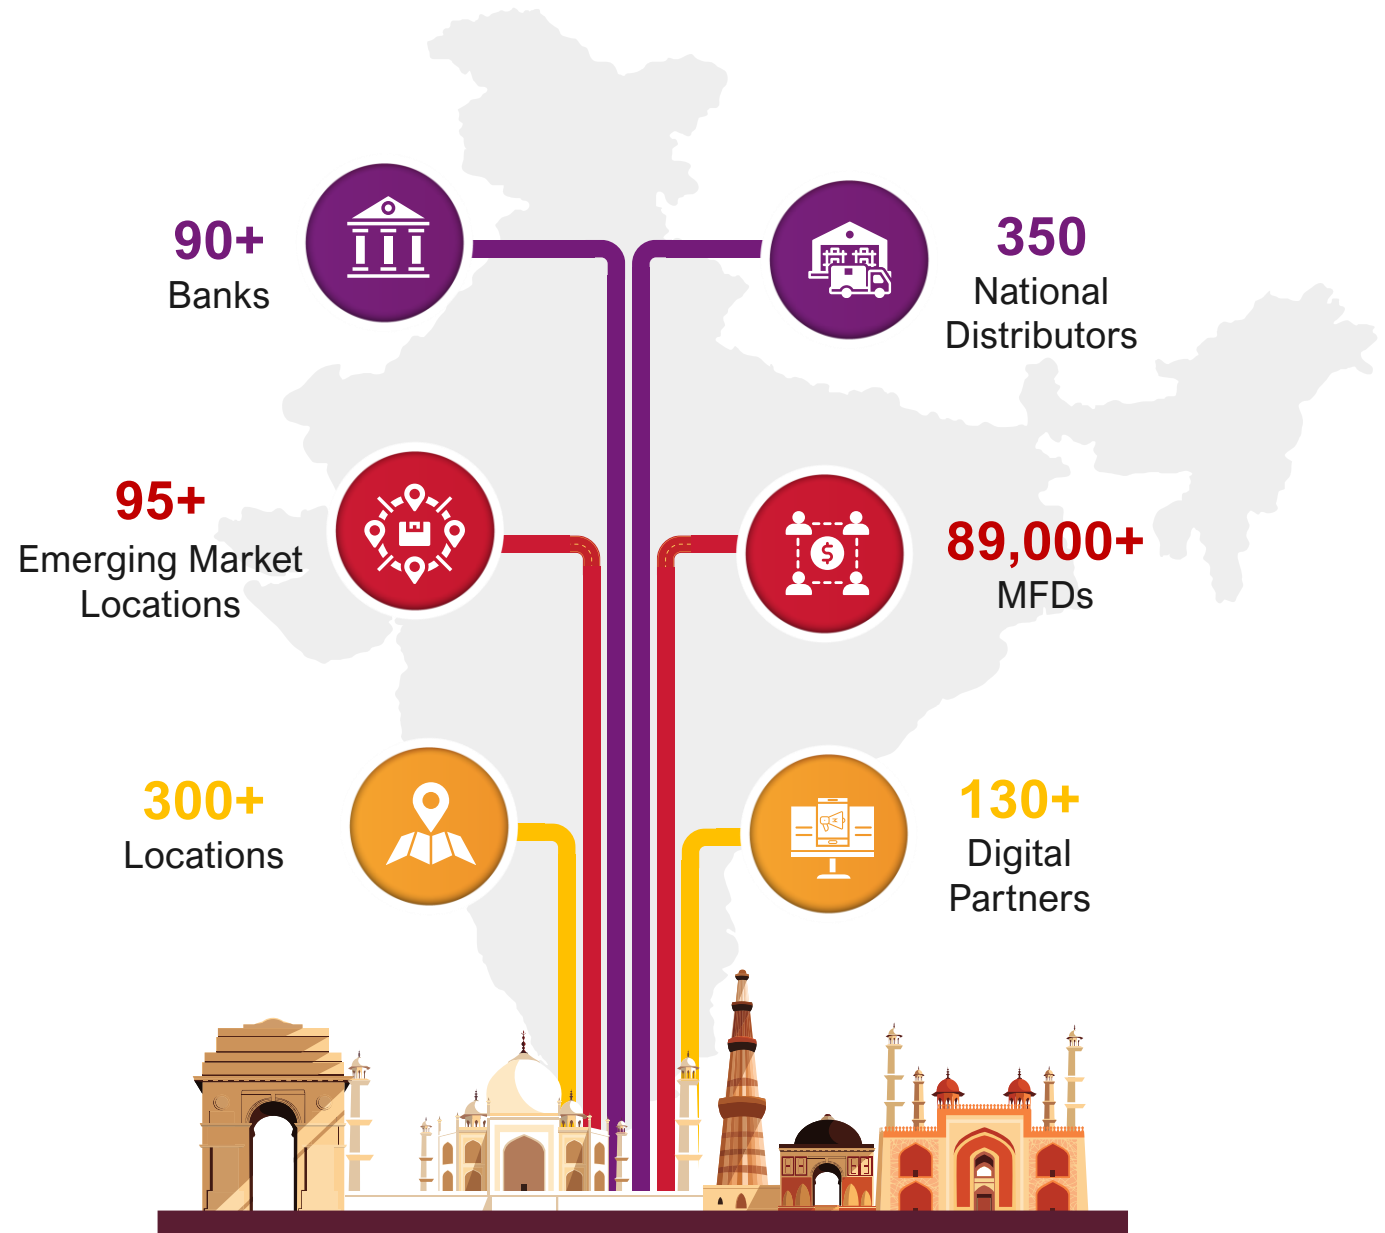 90+
Banks
350
National
Distributors
95+
Emerging Market
Locations
89,000+
MFDs
300+
Locations
130+
Digital
Partners